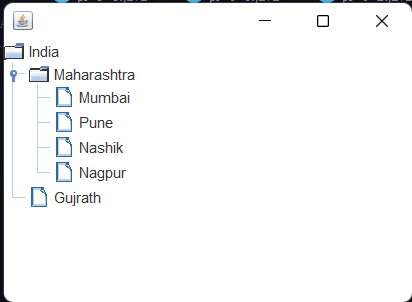 India
Maharashtra
Mumbai
Pune
Nashik
Nagpur
Gujrath